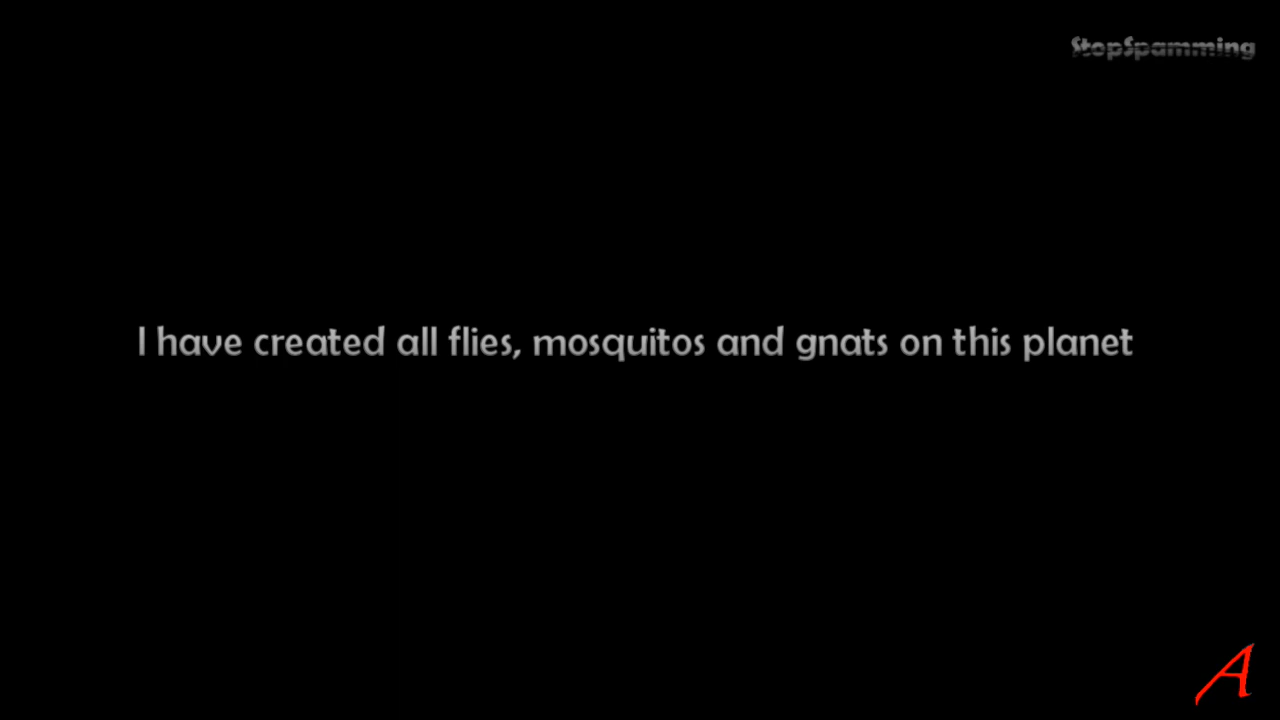 StopSpamming
I have created all flies, mosquitos and gnats on this planet
A